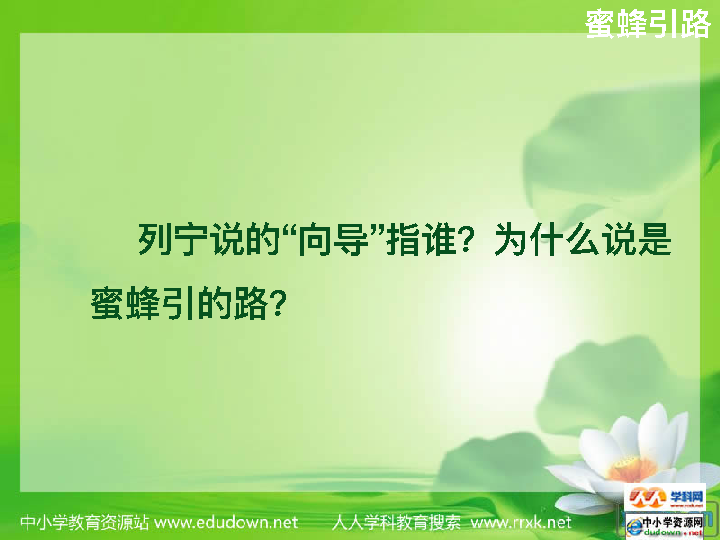 蜜蜂引路
列宁说的“向导”指谁？为什么说是
蜜蜂引的路？
中小学教育资源站 www.edudown.net 人人学科教育搜索 www.rrxk.net
学科网
中小学资源网